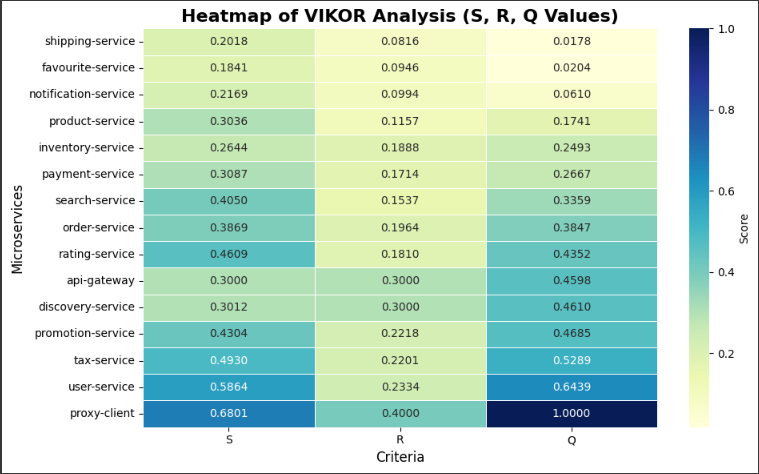 Heatmap of VIKOR Analysis (S, R, Q Values)
shipping-service 0.2018 0.0816 0.0178
favourite-service 0.1841 0.0946 0.0204
notification-service 0.2169 0.0994 0.0610
product-service 0.3036 0.1157 0.1741
inventory-service 0.2644 0.1888 0.2493
payment-service 0.3087 0.1714 0.2667
search-service 0.4050 0.1537 0.3359
order-service 0.3869 0.1964 0.3847
rating-service 0.4609 0.1810 0.4352
api-gateway 0.3000 0.3000 0.4598
discovery-service 0.3012 0.3000 0.4610
promotion-service 0.4304 0.2218 0.4685
tax-service 0.4930 0.2201 0.5289
user-service 0.5864 0.2334 0.6439
proxy-client 0.6801 0.4000 1.0000
S R Q
Criteria
Microservices
1.0
0.8
0.6
0.4
0.2
Score